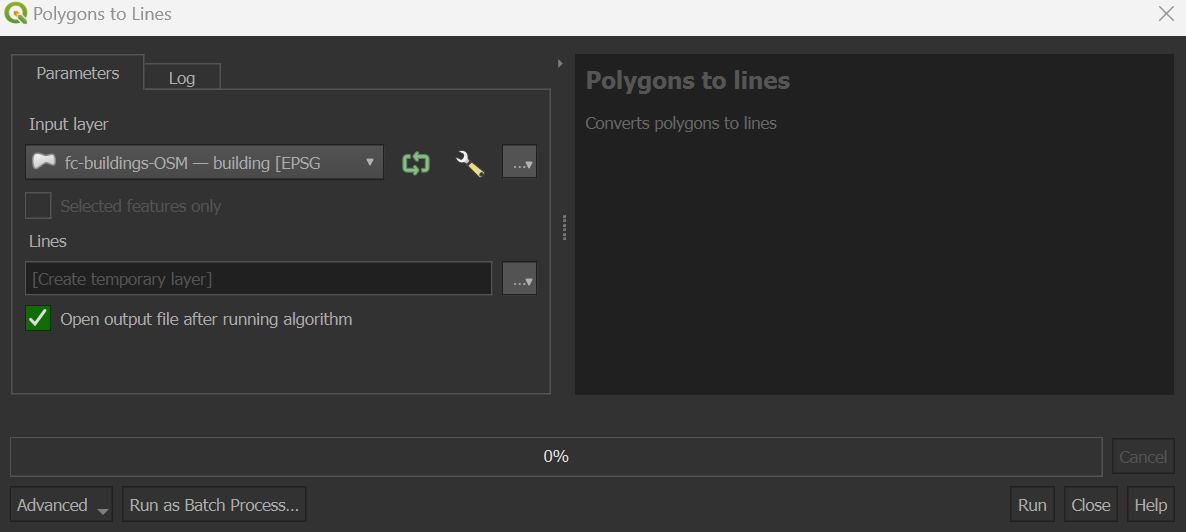 Polygons to Lines
Parameters
Log
Input layer
fc-buildings-OSM — building [EPSG
...
Selected features only
Lines
[Create temporary layer]
...
Open output file after running algorithm
Polygons to lines
Converts polygons to lines
0%
Cancel
Advanced
Run as Batch Process...
Run
Close
Help